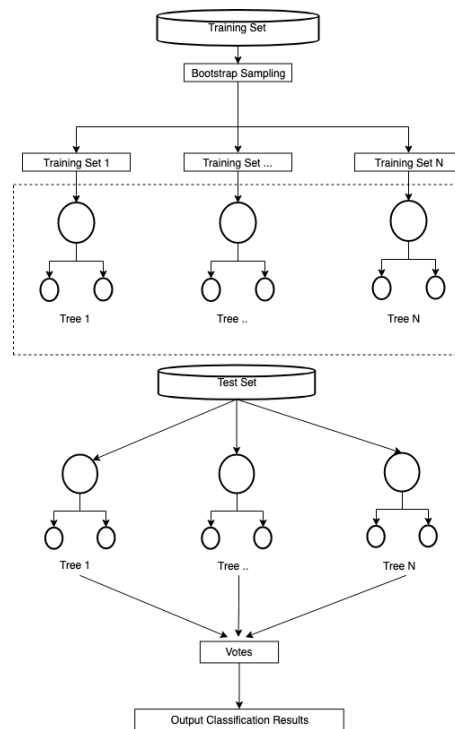 Training Set
Bootstrap Sampling
Training Set 1
Training Set ...
Training Set N
Tree 1
Tree ..
Tree N
Test Set
Tree 1
Tree ..
Tree N
Votes
Output Classification Results